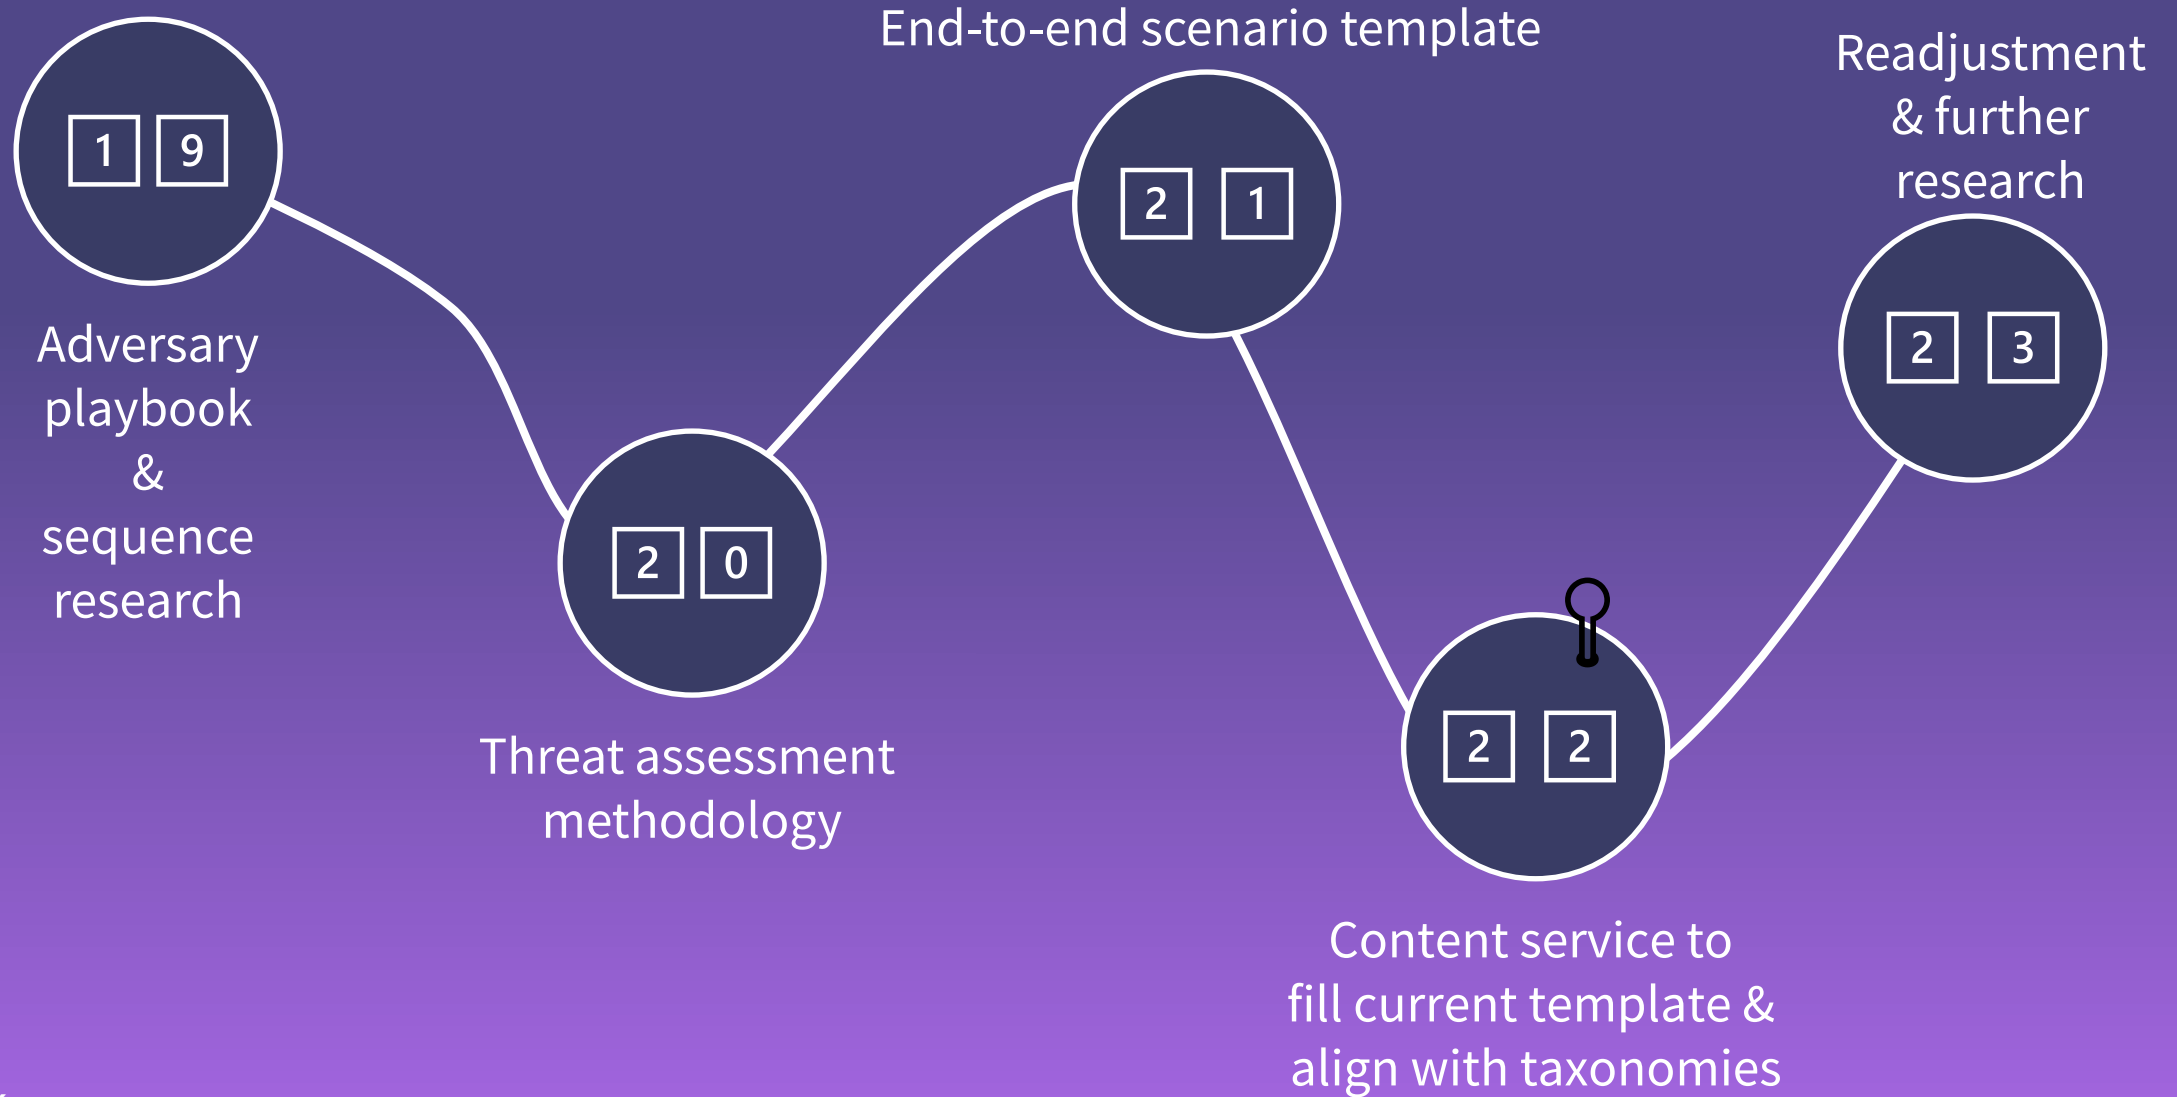 1 9
Adversary
playbook
&
sequence
research
2 0
Threat assessment
methodology
End-to-end scenario template
2 1
2 2
Content service to
fill current template &
align with taxonomies
Readjustment
& further
research
2 3